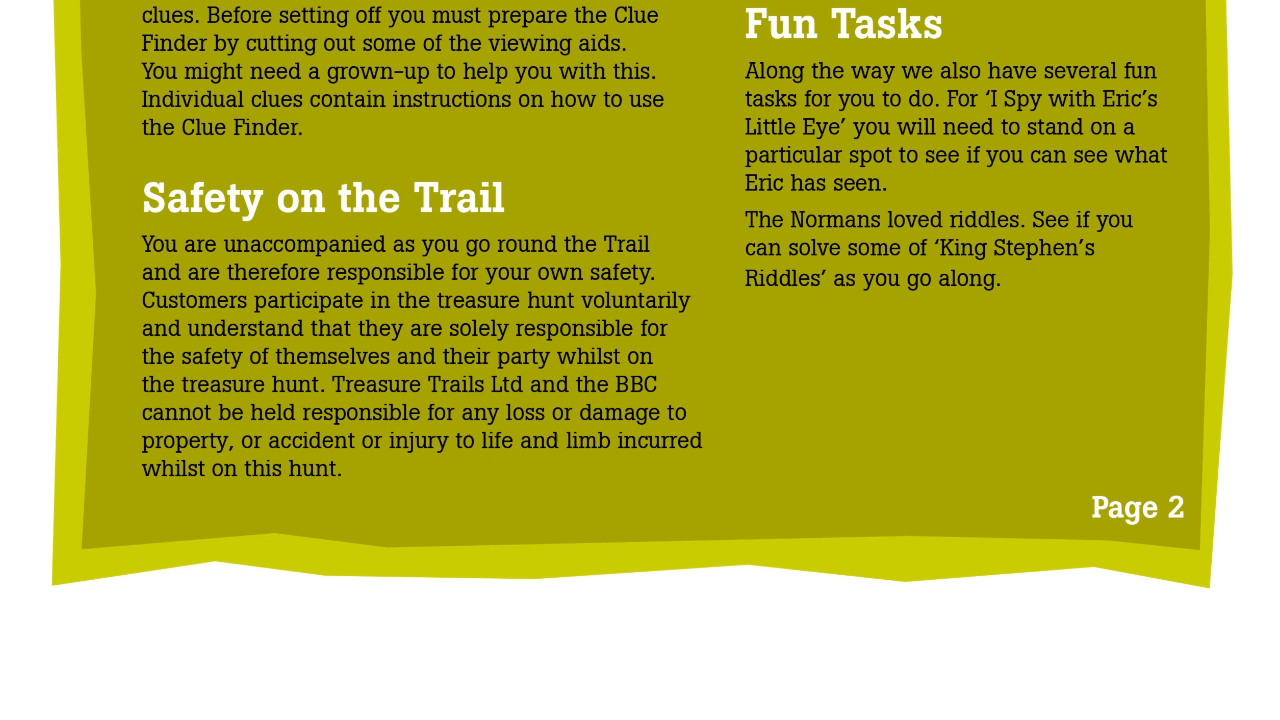 clues. Before setting off you must prepare the Clue
Finder by cutting out some of the viewing aids.
You might need a grown-up to help you with this.
Individual clues contain instructions on how to use
the Clue Finder.
Safety on the Trail
You are unaccompanied as you go round the Trail
and are therefore responsible for your own safety.
Customers participate in the treasure hunt voluntarily
and understand that they are solely responsible for
the safety of themselves and their party whilst on
the treasure hunt. Treasure Trails Ltd and the BBC
cannot be held responsible for any loss or damage to
property, or accident or injury to life and limb incurred
whilst on this hunt.
Fun Tasks
Along the way we also have several fun
tasks for you to do. For ‘I Spy with Eric’s
Little Eye’ you will need to stand on a
particular spot to see if you can see what
Eric has seen.
The Normans loved riddles. See if you
can solve some of ‘King Stephen’s
Riddles’ as you go along.
Page 2